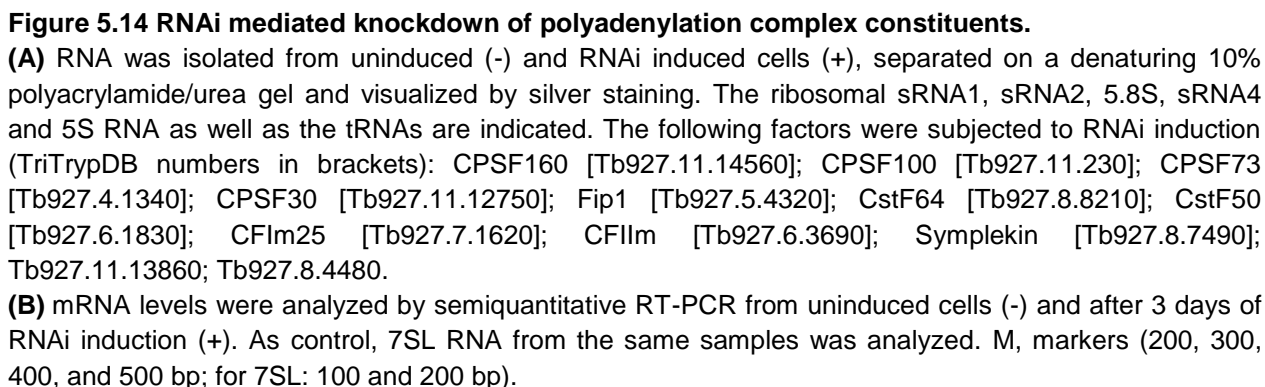 Figure 5.14 RNAi mediated knockdown of polyadenylation complex constituents.
(A) RNA was isolated from uninduced (-) and RNAi induced cells (+), separated on a denaturing 10%
polyacrylamide/urea gel and visualized by silver staining. The ribosomal sRNA1, sRNA2, 5.8S, sRNA4
and 5S RNA as well as the tRNAs are indicated. The following factors were subjected to RNAi induction
(TriTrypDB numbers in brackets): CPSF160 [Tb927.11.14560]; CPSF100 [Tb927.11.230]; CPSF73
[Tb927.4.1340]; CPSF30 [Tb927.11.12750]; Fip1 [Tb927.5.4320]; CstF64 [Tb927.8.8210]; CstF50
[Tb927.6.1830]; CFIm25 [Tb927.7.1620]; CFIIm [Tb927.6.3690]; Symplekin [Tb927.8.7490];
Tb927.11.13860; Tb927.8.4480.
(B) mRNA levels were analyzed by semiquantitative RT-PCR from uninduced cells (-) and after 3 days of
RNAi induction (+). As control, 7SL RNA from the same samples was analyzed. M, markers (200, 300,
400, and 500 bp; for 7SL: 100 and 200 bp).